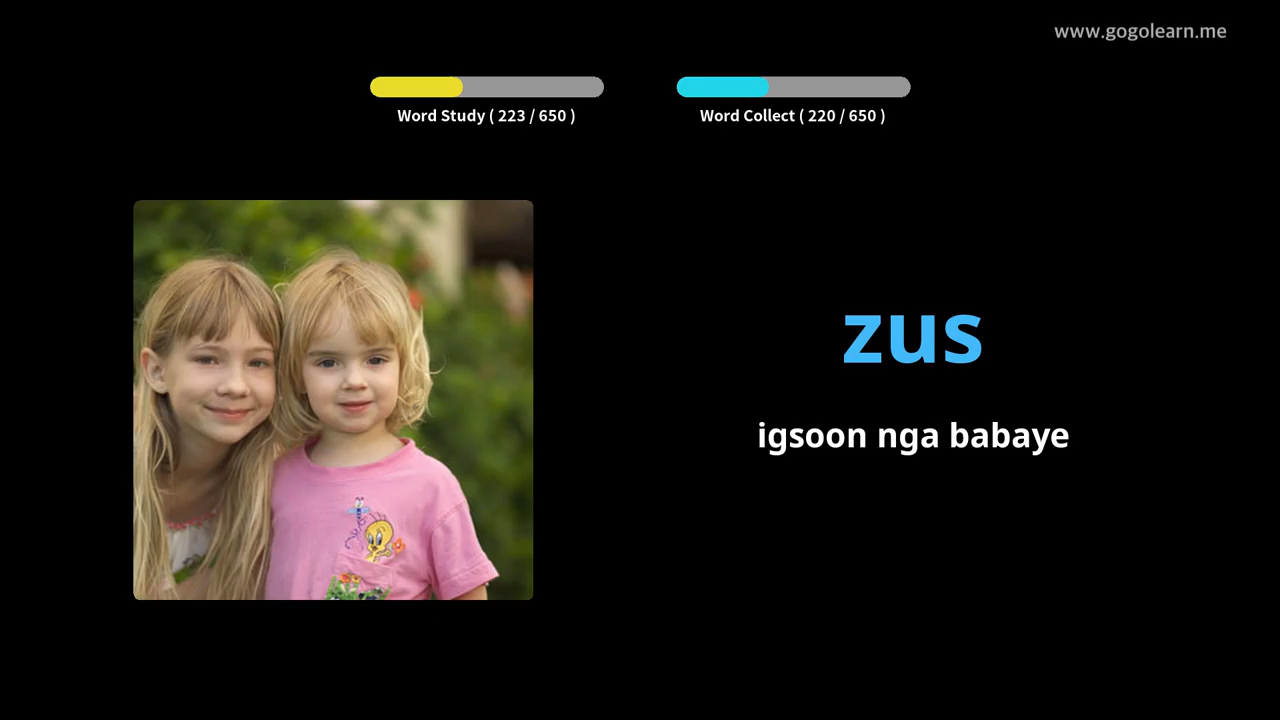 www.gogolearn.me
Word Study ( 223 / 650 )
Word Collect ( 220 / 650 )
zus
igsoon nga babaye